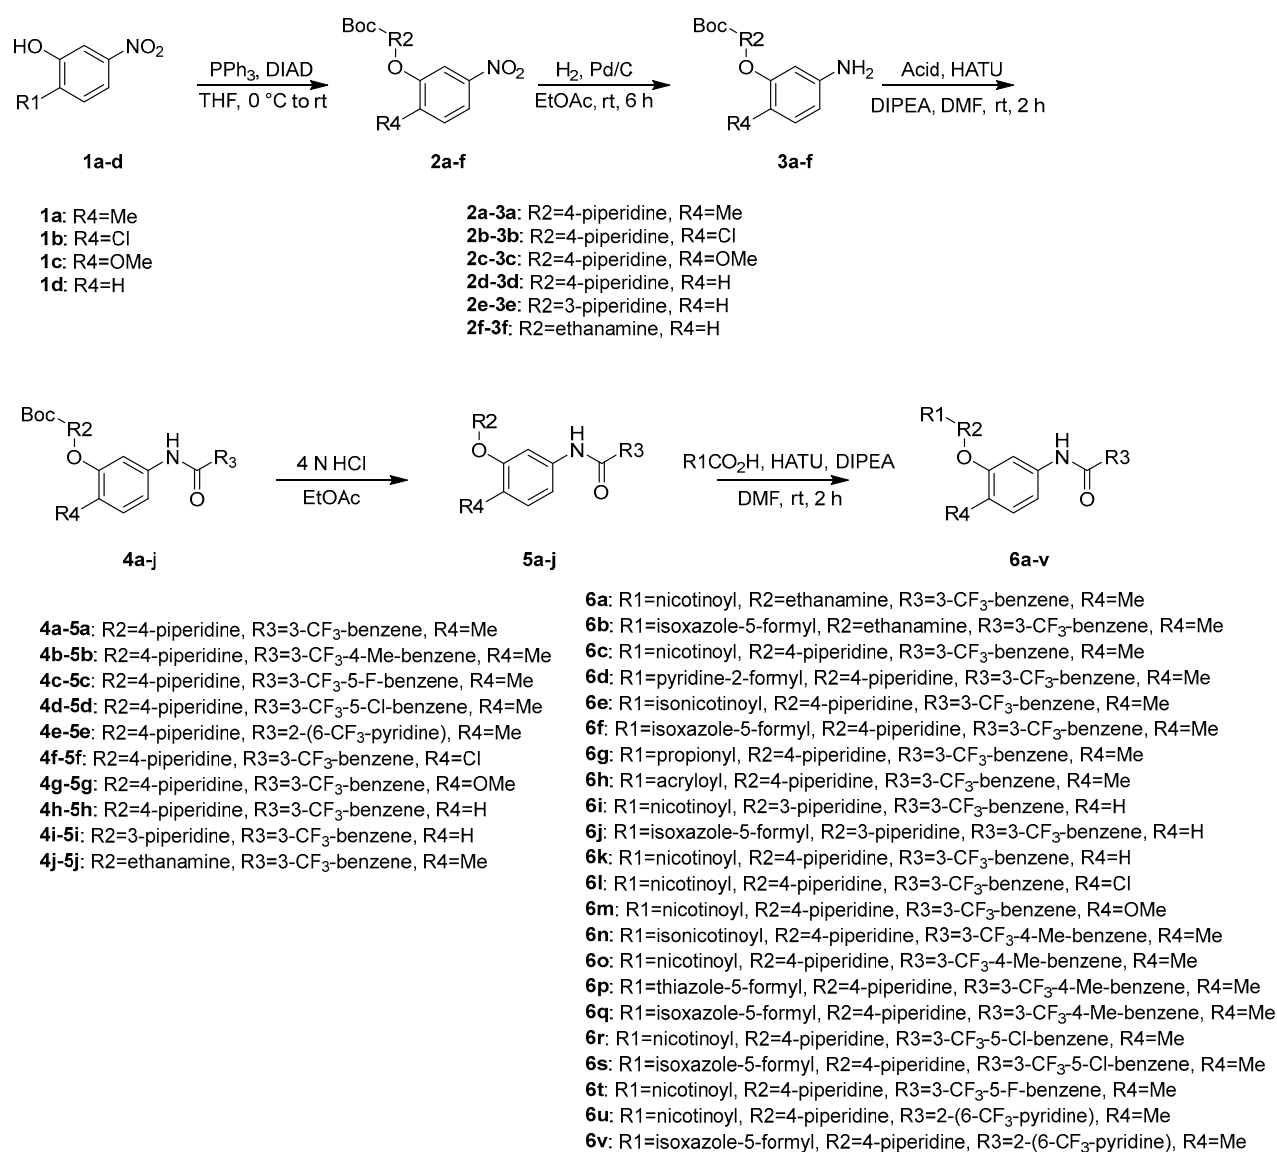 HO NO2 R1
PPh3, DIAD
THF, 0 °C to rt
Boc R2 O NO2 R4
H2, Pd/C
EtOAc, rt, 6 h
Boc R2 O NH2 R4
Acid, HATU
DIPEA, DMF, rt, 2 h
1a-d
2a-f
3a-f
1a: R4=Me
1b: R4=Cl
1c: R4=OMe
1d: R4=H
2a-3a: R2=4-piperidine, R4=Me
2b-3b: R2=4-piperidine, R4=Cl
2c-3c: R2=4-piperidine, R4=OMe
2d-3d: R2=4-piperidine, R4=H
2e-3e: R2=3-piperidine, R4=H
2f-3f: R2=ethanamine, R4=H
Boc R2 O H N R3 O R4
4 N HCl
EtOAc
R2 O H N R3 O R4
R1CO2H, HATU, DIPEA
DMF, rt, 2 h
R1 R2 O H N R3 O R4
4a-j
5a-j
6a-v
4a-5a: R2=4-piperidine, R3=3-CF3-benzene, R4=Me
4b-5b: R2=4-piperidine, R3=3-CF3-4-Me-benzene, R4=Me
4c-5c: R2=4-piperidine, R3=3-CF3-5-F-benzene, R4=Me
4d-5d: R2=4-piperidine, R3=3-CF3-5-Cl-benzene, R4=Me
4e-5e: R2=4-piperidine, R3=2-(6-CF3-pyridine), R4=Me
4f-5f: R2=4-piperidine, R3=3-CF3-benzene, R4=Cl
4g-5g: R2=4-piperidine, R3=3-CF3-benzene, R4=OMe
4h-5h: R2=4-piperidine, R3=3-CF3-benzene, R4=H
4i-5i: R2=3-piperidine, R3=3-CF3-benzene, R4=H
4j-5j: R2=ethanamine, R3=3-CF3-benzene, R4=Me
6a: R1=nicotinoyl, R2=ethanamine, R3=3-CF3-benzene, R4=Me
6b: R1=isoxazole-5-formyl, R2=ethanamine, R3=3-CF3-benzene, R4=Me
6c: R1=nicotinoyl, R2=4-piperidine, R3=3-CF3-benzene, R4=Me
6d: R1=pyridine-2-formyl, R2=4-piperidine, R3=3-CF3-benzene, R4=Me
6e: R1=isonicotinoyl, R2=4-piperidine, R3=3-CF3-benzene, R4=Me
6f: R1=isoxazole-5-formyl, R2=4-piperidine, R3=3-CF3-benzene, R4=Me
6g: R1=propionyl, R2=4-piperidine, R3=3-CF3-benzene, R4=Me
6h: R1=acryloyl, R2=4-piperidine, R3=3-CF3-benzene, R4=Me
6i: R1=nicotinoyl, R2=3-piperidine, R3=3-CF3-benzene, R4=H
6j: R1=isoxazole-5-formyl, R2=3-piperidine, R3=3-CF3-benzene, R4=H
6k: R1=nicotinoyl, R2=4-piperidine, R3=3-CF3-benzene, R4=H
6l: R1=nicotinoyl, R2=4-piperidine, R3=3-CF3-benzene, R4=Cl
6m: R1=nicotinoyl, R2=4-piperidine, R3=3-CF3-benzene, R4=OMe
6n: R1=isonicotinoyl, R2=4-piperidine, R3=3-CF3-4-Me-benzene, R4=Me
6o: R1=nicotinoyl, R2=4-piperidine, R3=3-CF3-4-Me-benzene, R4=Me
6p: R1=thiazole-5-formyl, R2=4-piperidine, R3=3-CF3-4-Me-benzene, R4=Me
6q: R1=isoxazole-5-formyl, R2=4-piperidine, R3=3-CF3-4-Me-benzene, R4=Me
6r: R1=nicotinoyl, R2=4-piperidine, R3=3-CF3-5-Cl-benzene, R4=Me
6s: R1=isoxazole-5-formyl, R2=4-piperidine, R3=3-CF3-5-Cl-benzene, R4=Me
6t: R1=nicotinoyl, R2=4-piperidine, R3=3-CF3-5-F-benzene, R4=Me
6u: R1=nicotinoyl, R2=4-piperidine, R3=2-(6-CF3-pyridine), R4=Me
6v: R1=isoxazole-5-formyl, R2=4-piperidine, R3=2-(6-CF3-pyridine), R4=Me